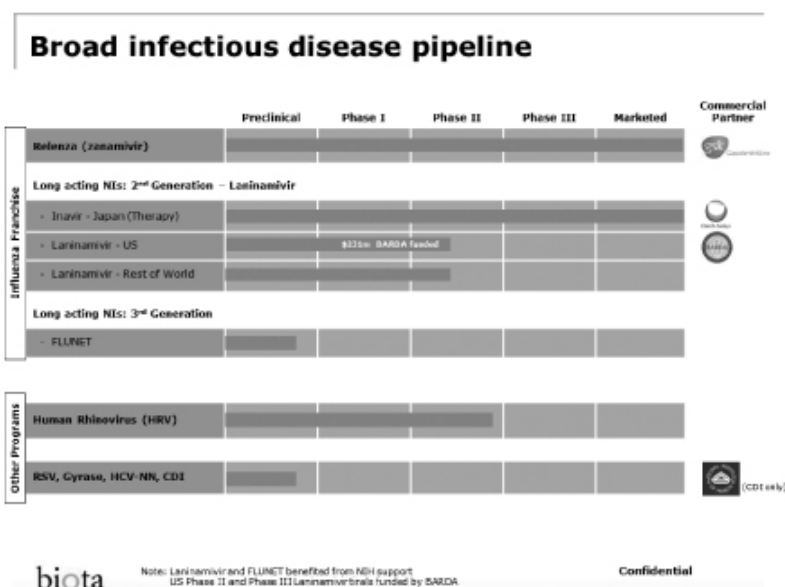 Broad infectious disease pipeline
Preclinical Phase I Phase II Phase III Marketed Commercial Partner
Influenza Franchise
Relenza (zanamivir)
Long acting NIs: 2nd Generation – Laninamivir
- Inavir - Japan (Therapy)
- Laninamivir - US
$231m BARDA funded
- Laninamivir - Rest of World
Long acting NIs: 3rd Generation
- FLUNET
Other Programs
Human Rhinovirus (HRV)
RSV, Gyrase, HCV-NN, CDI
(CDI only)
biota
Note: Laninamivir and FLUNET benefited from NIH support
US Phase II and Phase III Laninamivir trials funded by BARDA
Confidential